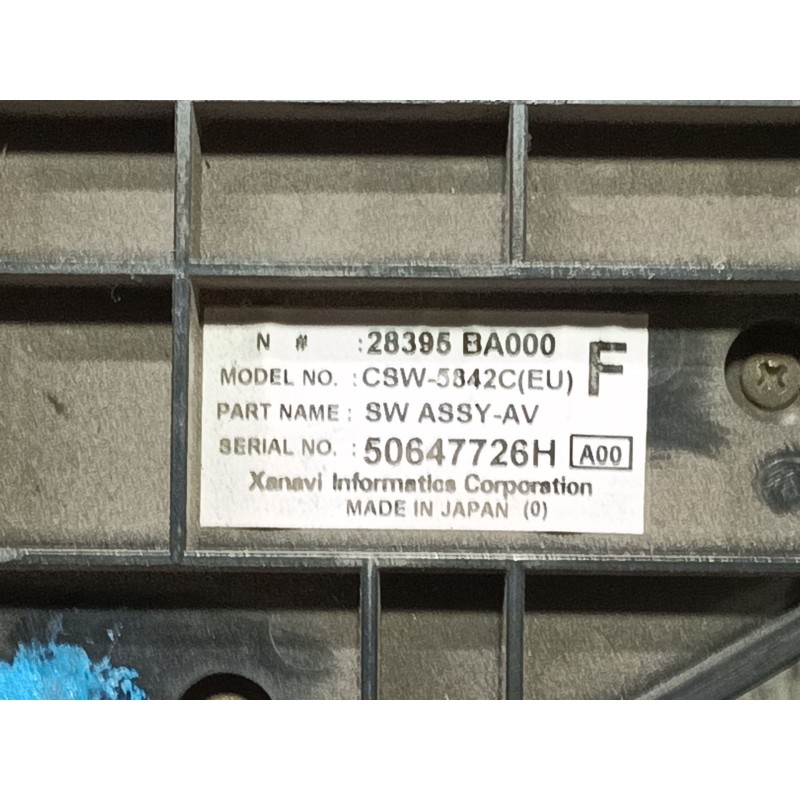 N # :28395 BA000 F
MODEL NO. :CSW-5842C(EU)
PART NAME : SW ASSY-AV
SERIAL NO. :50647726H A00
Xanavi Informatics Corporation
MADE IN JAPAN (0)